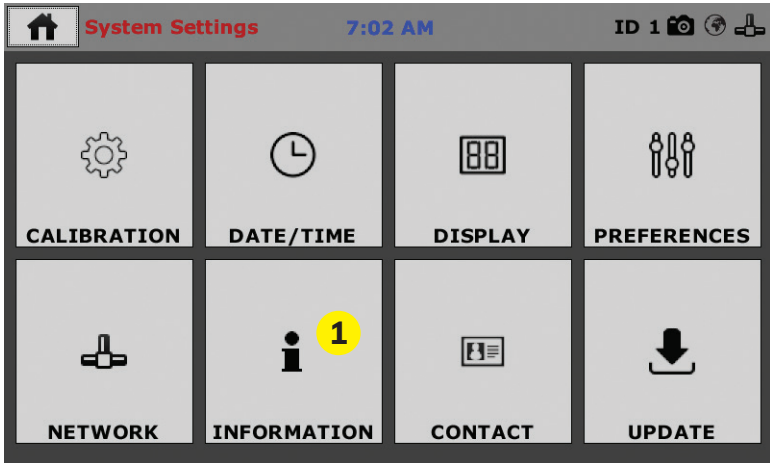 System Settings 7:02 AM ID 1
CALIBRATION DATE/TIME DISPLAY PREFERENCES
1
NETWORK INFORMATION CONTACT UPDATE